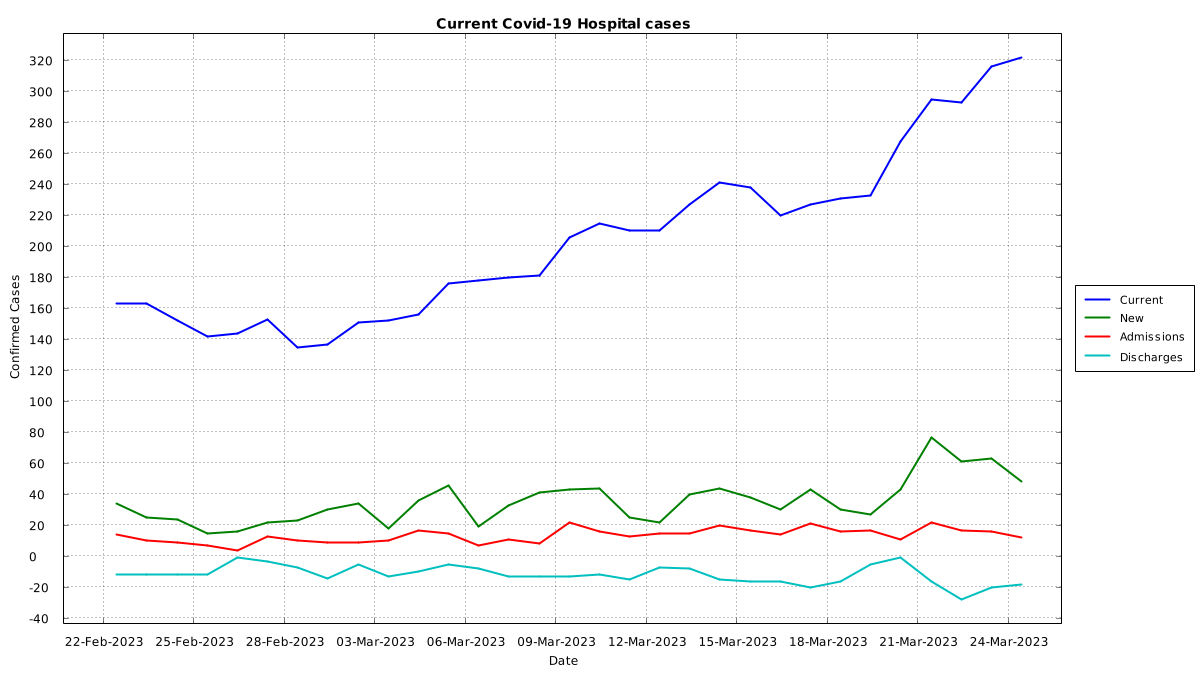 Current Covid-19 Hospital cases
Confirmed Cases
320
300
280
260
240
220
200
180
160
140
120
100
80
60
40
20
0
-20
-40
22-Feb-2023 25-Feb-2023 28-Feb-2023 03-Mar-2023 06-Mar-2023 09-Mar-2023 12-Mar-2023 15-Mar-2023 18-Mar-2023 21-Mar-2023 24-Mar-2023
Date
Current
New
Admissions
Discharges